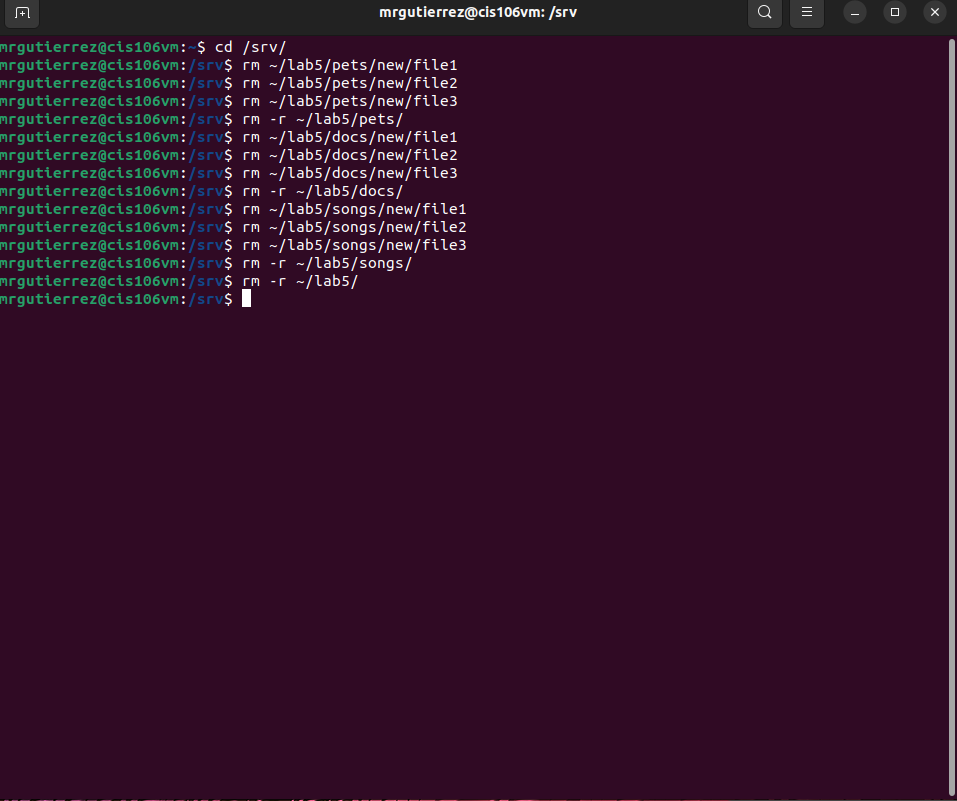 mrgutierrez@cis106vm: /srv
mrgutierrez@cis106vm:~$ cd /srv/
mrgutierrez@cis106vm:/srv$ rm ~/lab5/pets/new/file1
mrgutierrez@cis106vm:/srv$ rm ~/lab5/pets/new/file2
mrgutierrez@cis106vm:/srv$ rm ~/lab5/pets/new/file3
mrgutierrez@cis106vm:/srv$ rm -r ~/lab5/pets/
mrgutierrez@cis106vm:/srv$ rm ~/lab5/docs/new/file1
mrgutierrez@cis106vm:/srv$ rm ~/lab5/docs/new/file2
mrgutierrez@cis106vm:/srv$ rm ~/lab5/docs/new/file3
mrgutierrez@cis106vm:/srv$ rm -r ~/lab5/docs/
mrgutierrez@cis106vm:/srv$ rm ~/lab5/songs/new/file1
mrgutierrez@cis106vm:/srv$ rm ~/lab5/songs/new/file2
mrgutierrez@cis106vm:/srv$ rm ~/lab5/songs/new/file3
mrgutierrez@cis106vm:/srv$ rm -r ~/lab5/songs/
mrgutierrez@cis106vm:/srv$ rm -r ~/lab5/
mrgutierrez@cis106vm:/srv$